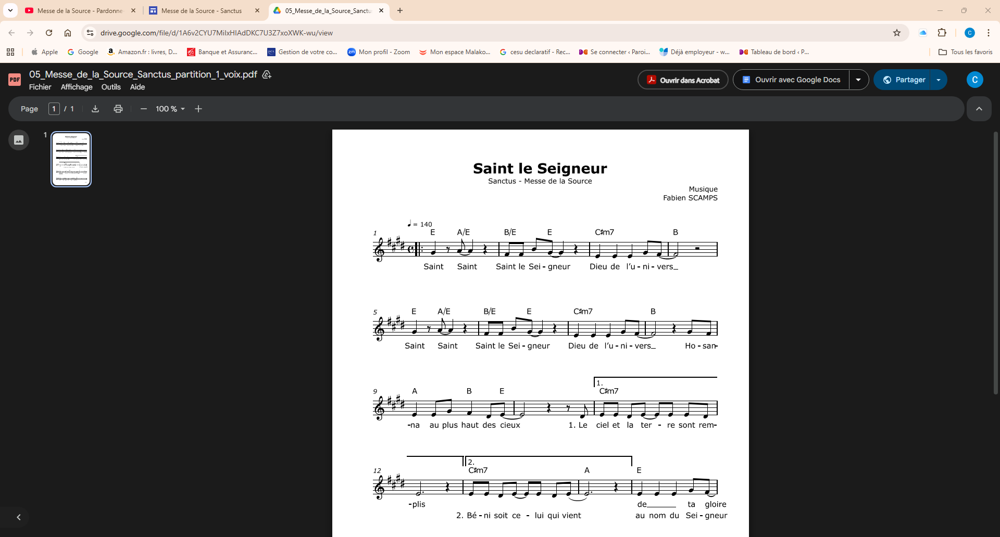 Messe de la Source - Pardonne
Messe de la Source - Sanctus
05_Messe_de_la_Source_Sanctus
drive.google.com/file/d/1A6v2CYU7MilxHIAdDKC7U3Z7xoXWK-wu/view
Apple
Google
Amazon.fr : livres, D...
Banque et Assuranc...
Gestion de votre co...
Mon profil - Zoom
Mon espace Malako...
cesu declaratif - Rec...
Se connecter ‹ Paroi...
Déjà employeur - w...
Tableau de bord ‹ P...
Tous les favoris
PDF
05_Messe_de_la_Source_Sanctus_partition_1_voix.pdf
Fichier Affichage Outils Aide
Ouvrir dans Acrobat
Ouvrir avec Google Docs
Partager
C
Page 1 / 1
100 %
1
Saint le Seigneur
Sanctus - Messe de la Source
Musique
Fabien SCAMPS
= 140
1 E A/E B/E E C♯m7 B
Saint Saint Saint le Sei - gneur Dieu de l'u - ni - vers_
5 E A/E B/E E C♯m7 B
Saint Saint Saint le Sei - gneur Dieu de l'u - ni - vers_ Ho - san-
1.
9 A B E C♯m7
-na au plus haut des cieux 1. Le ciel et la ter - re sont rem-
2.
12 C♯m7 A E
-plis de______ ta gloire
2. Bé - ni soit ce - lui qui vient au nom du Sei - gneur